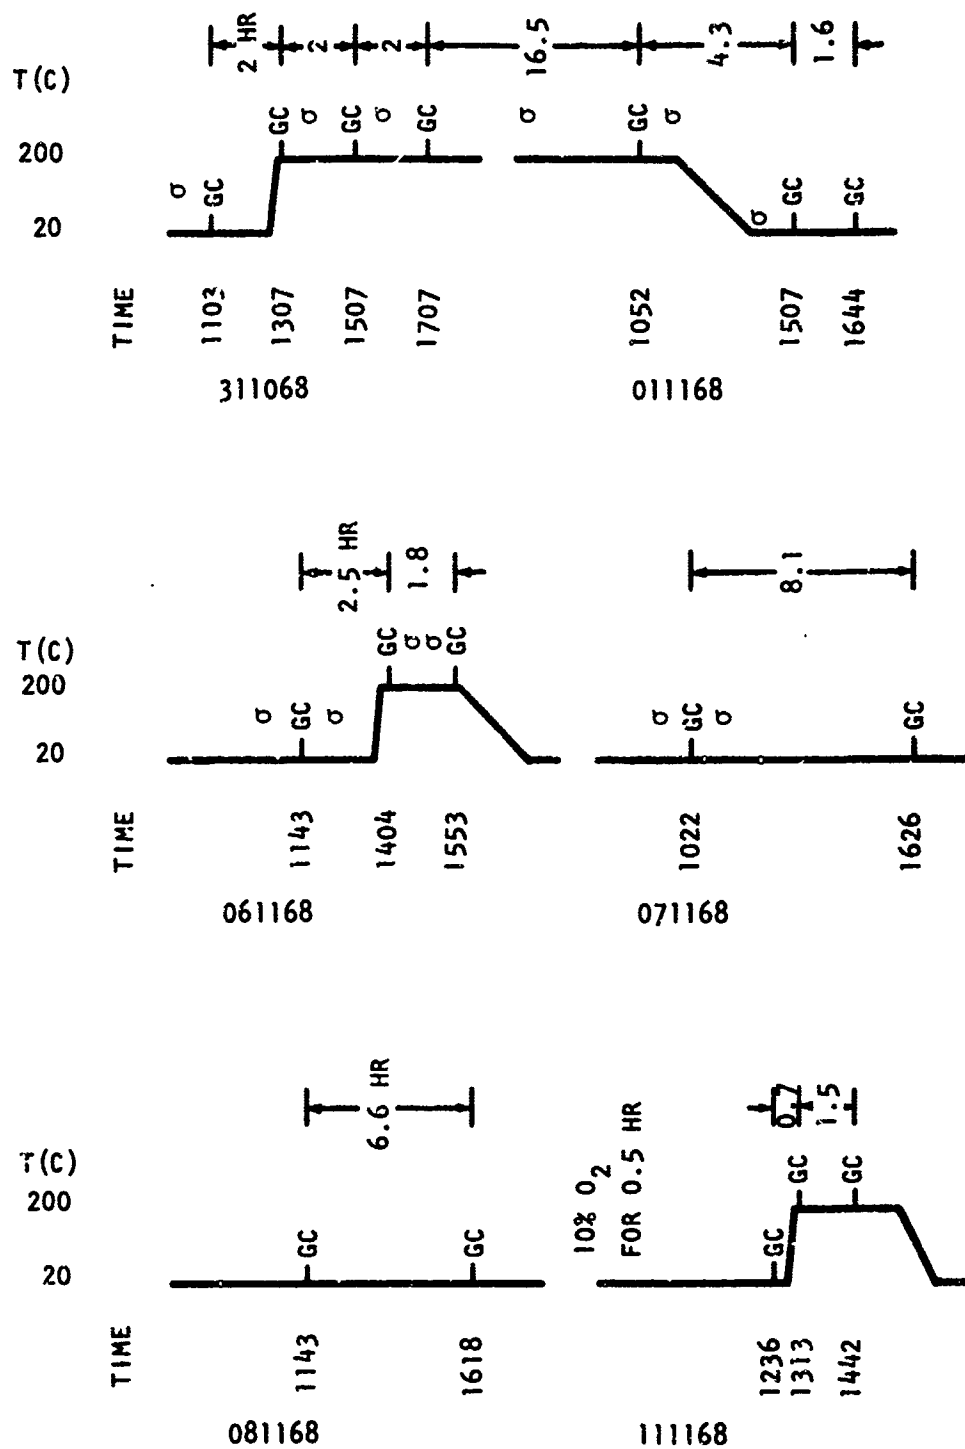 T(C)
2 HR
2
2
16.5
4.3
1.6
200
GC
σ
GC
σ
GC
σ
GC
σ
20
σ
GC
σ
GC
GC
TIME
1103
1307
1507
1707
1052
1507
1644
311068
011168
T(C)
2.5 HR
1.8
8.1
200
GC
σ
σ
GC
20
σ
GC
σ
σ
GC
σ
GC
TIME
1143
1404
1553
1022
1626
061168
071168
T(C)
6.6 HR
10% O2
FOR 0.5 HR
0.7
1.5
200
GC
GC
20
GC
GC
GC
TIME
1143
1618
1236
1313
1442
081168
111168